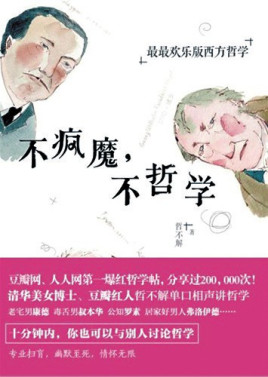 最最欢乐版西方哲学
不疯魔，
不哲学
哲不解 著
豆瓣网、人人网第一爆红哲学帖，分享过200,000次！
清华美女博士、豆瓣红人哲不解单口相声讲哲学
老宅男康德 毒舌男叔本华 公知罗素 居家好男人弗洛伊德……
十分钟内，你也可以与别人讨论哲学
专业扫盲，幽默至死，情怀无限